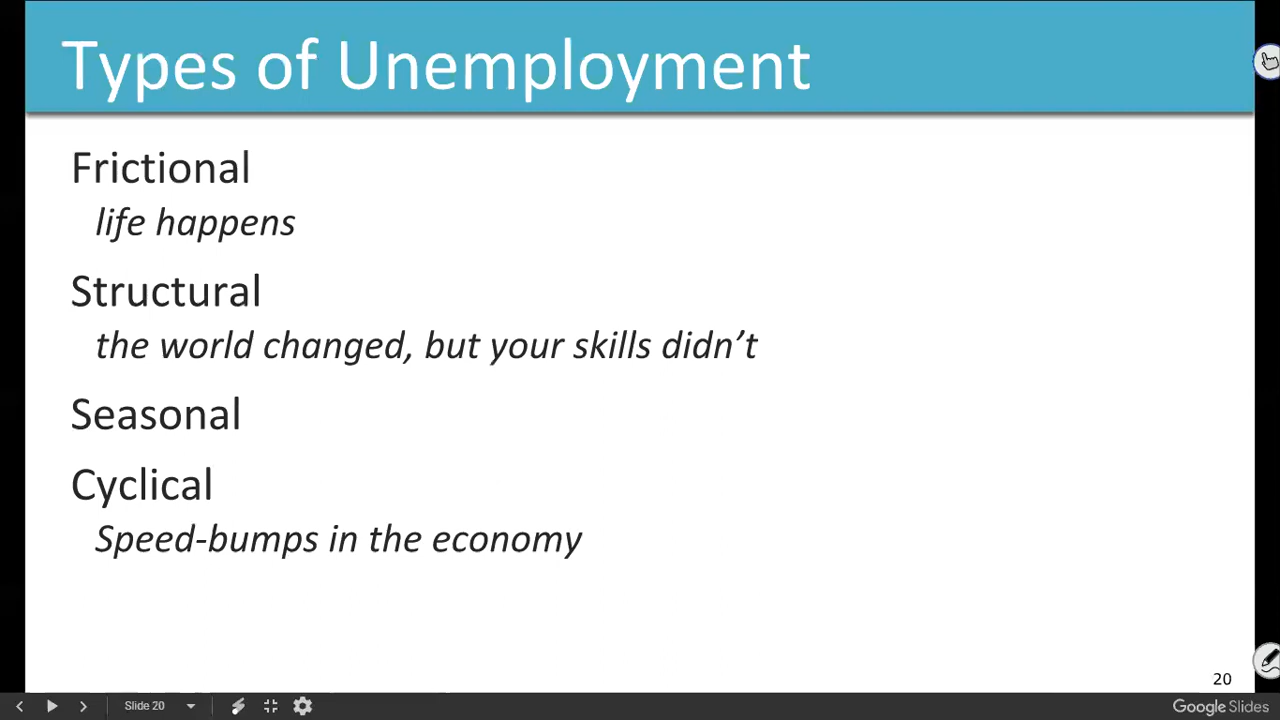 Types of Unemployment
Frictional
life happens
Structural
the world changed, but your skills didn’t
Seasonal
Cyclical
Speed-bumps in the economy
20
Slide 20
Google Slides